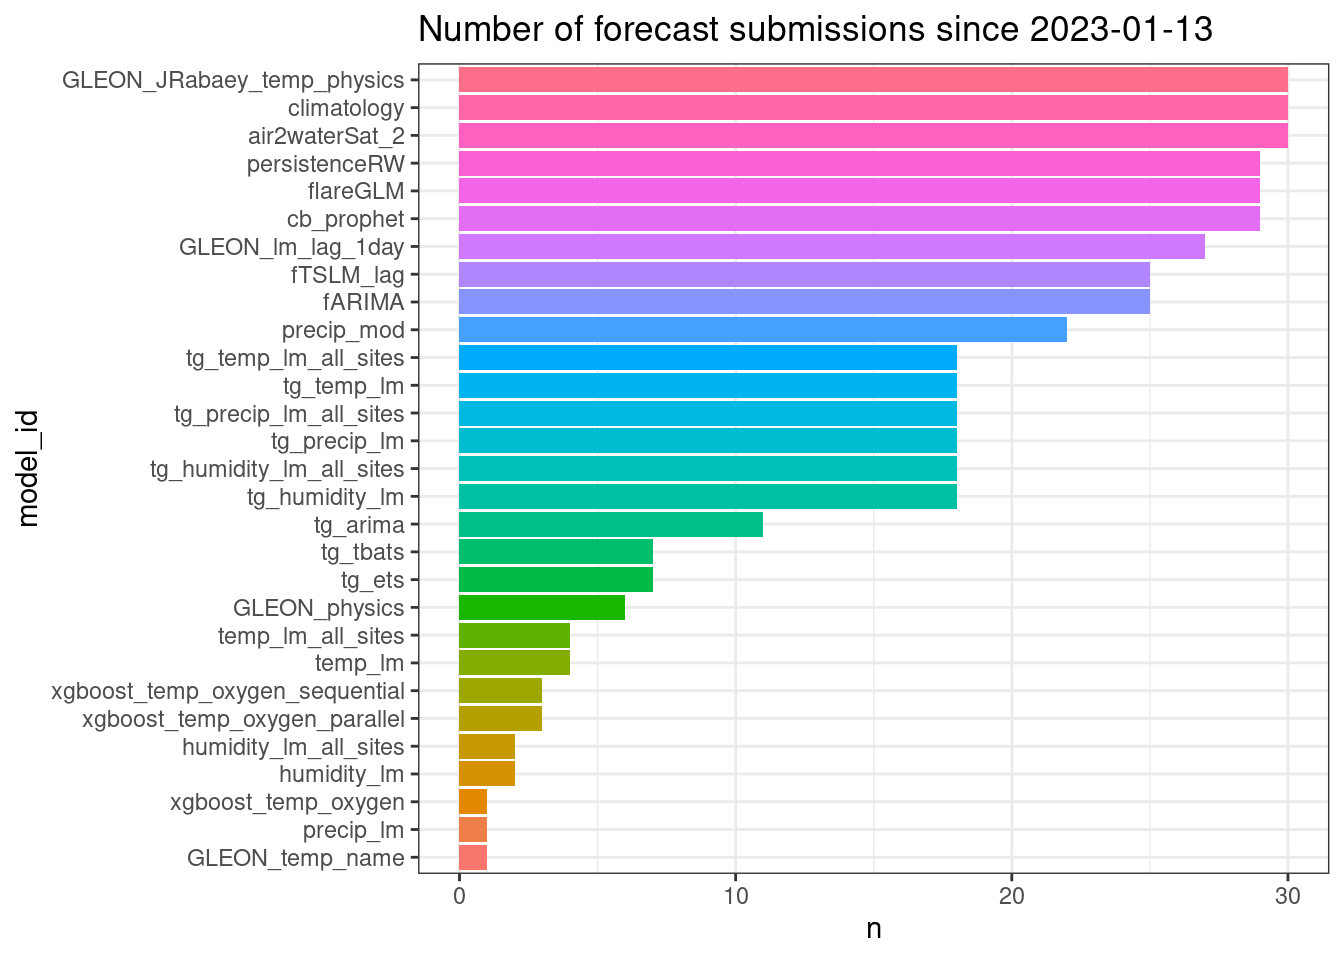 Number of forecast submissions since 2023-01-13
GLEON_JRabaey_temp_physics
climatology
air2waterSat_2
persistenceRW
flareGLM
cb_prophet
GLEON_lm_lag_1day
fTSLM_lag
fARIMA
precip_mod
tg_temp_lm_all_sites
tg_temp_lm
tg_precip_lm_all_sites
tg_precip_lm
tg_humidity_lm_all_sites
tg_humidity_lm
tg_arima
tg_tbats
tg_ets
GLEON_physics
temp_lm_all_sites
temp_lm
xgboost_temp_oxygen_sequential
xgboost_temp_oxygen_parallel
humidity_lm_all_sites
humidity_lm
xgboost_temp_oxygen
precip_lm
GLEON_temp_name
model_id
0 10 20 30
n